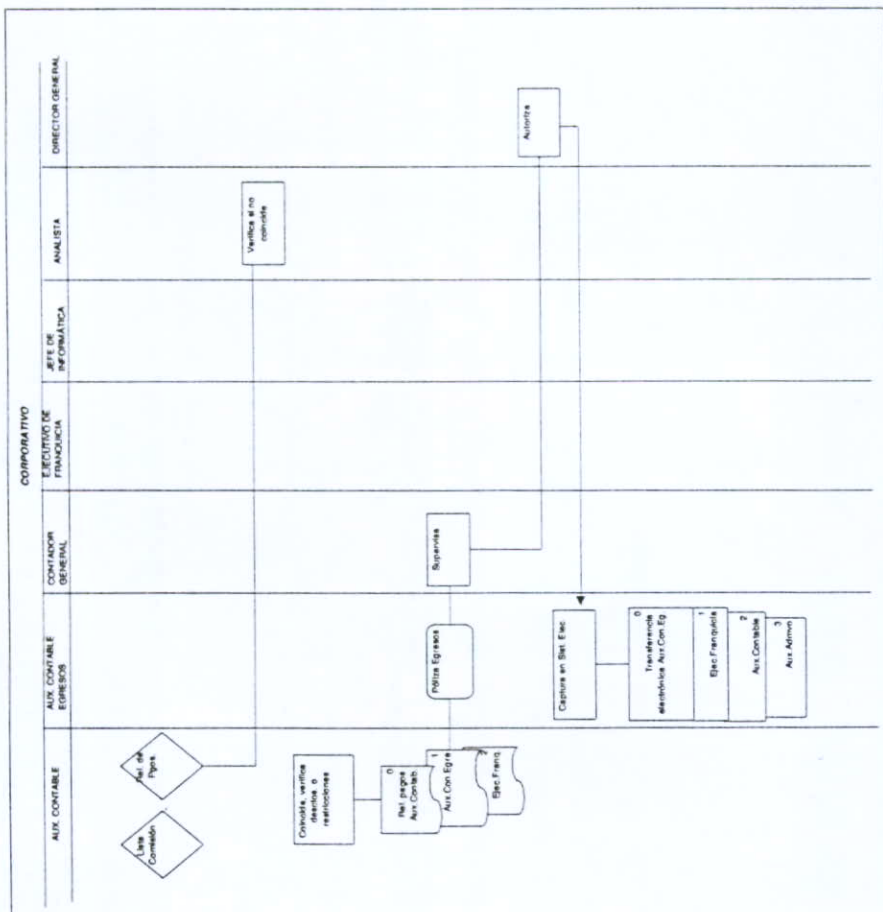 CORPORATIVO
AUX. CONTABLE
AUX. CONTABLE
EGRESOS
CONTADOR
GENERAL
EJECUTIVO DE
FRANQUICIA
JEFE DE
INFORMÁTICA
ANALISTA
DIRECTOR GENERAL
Lista
Comisión
Rel. de
Pgos.
Verifica si no
coincide
Coincide, verifica
desctos. o
restricciones
0
Rel. pagos
Aux.Contab.
1
Aux.Con.Egre
2
Ejec.Franq.
Póliza Egresos
Supervisa
Autoriza
Captura en Sist. Elec.
0
Transferencia
electrónica Aux.Con.Eg.
1
Ejec.Franquicia
2
Aux.Contable
3
Aux.Admvo